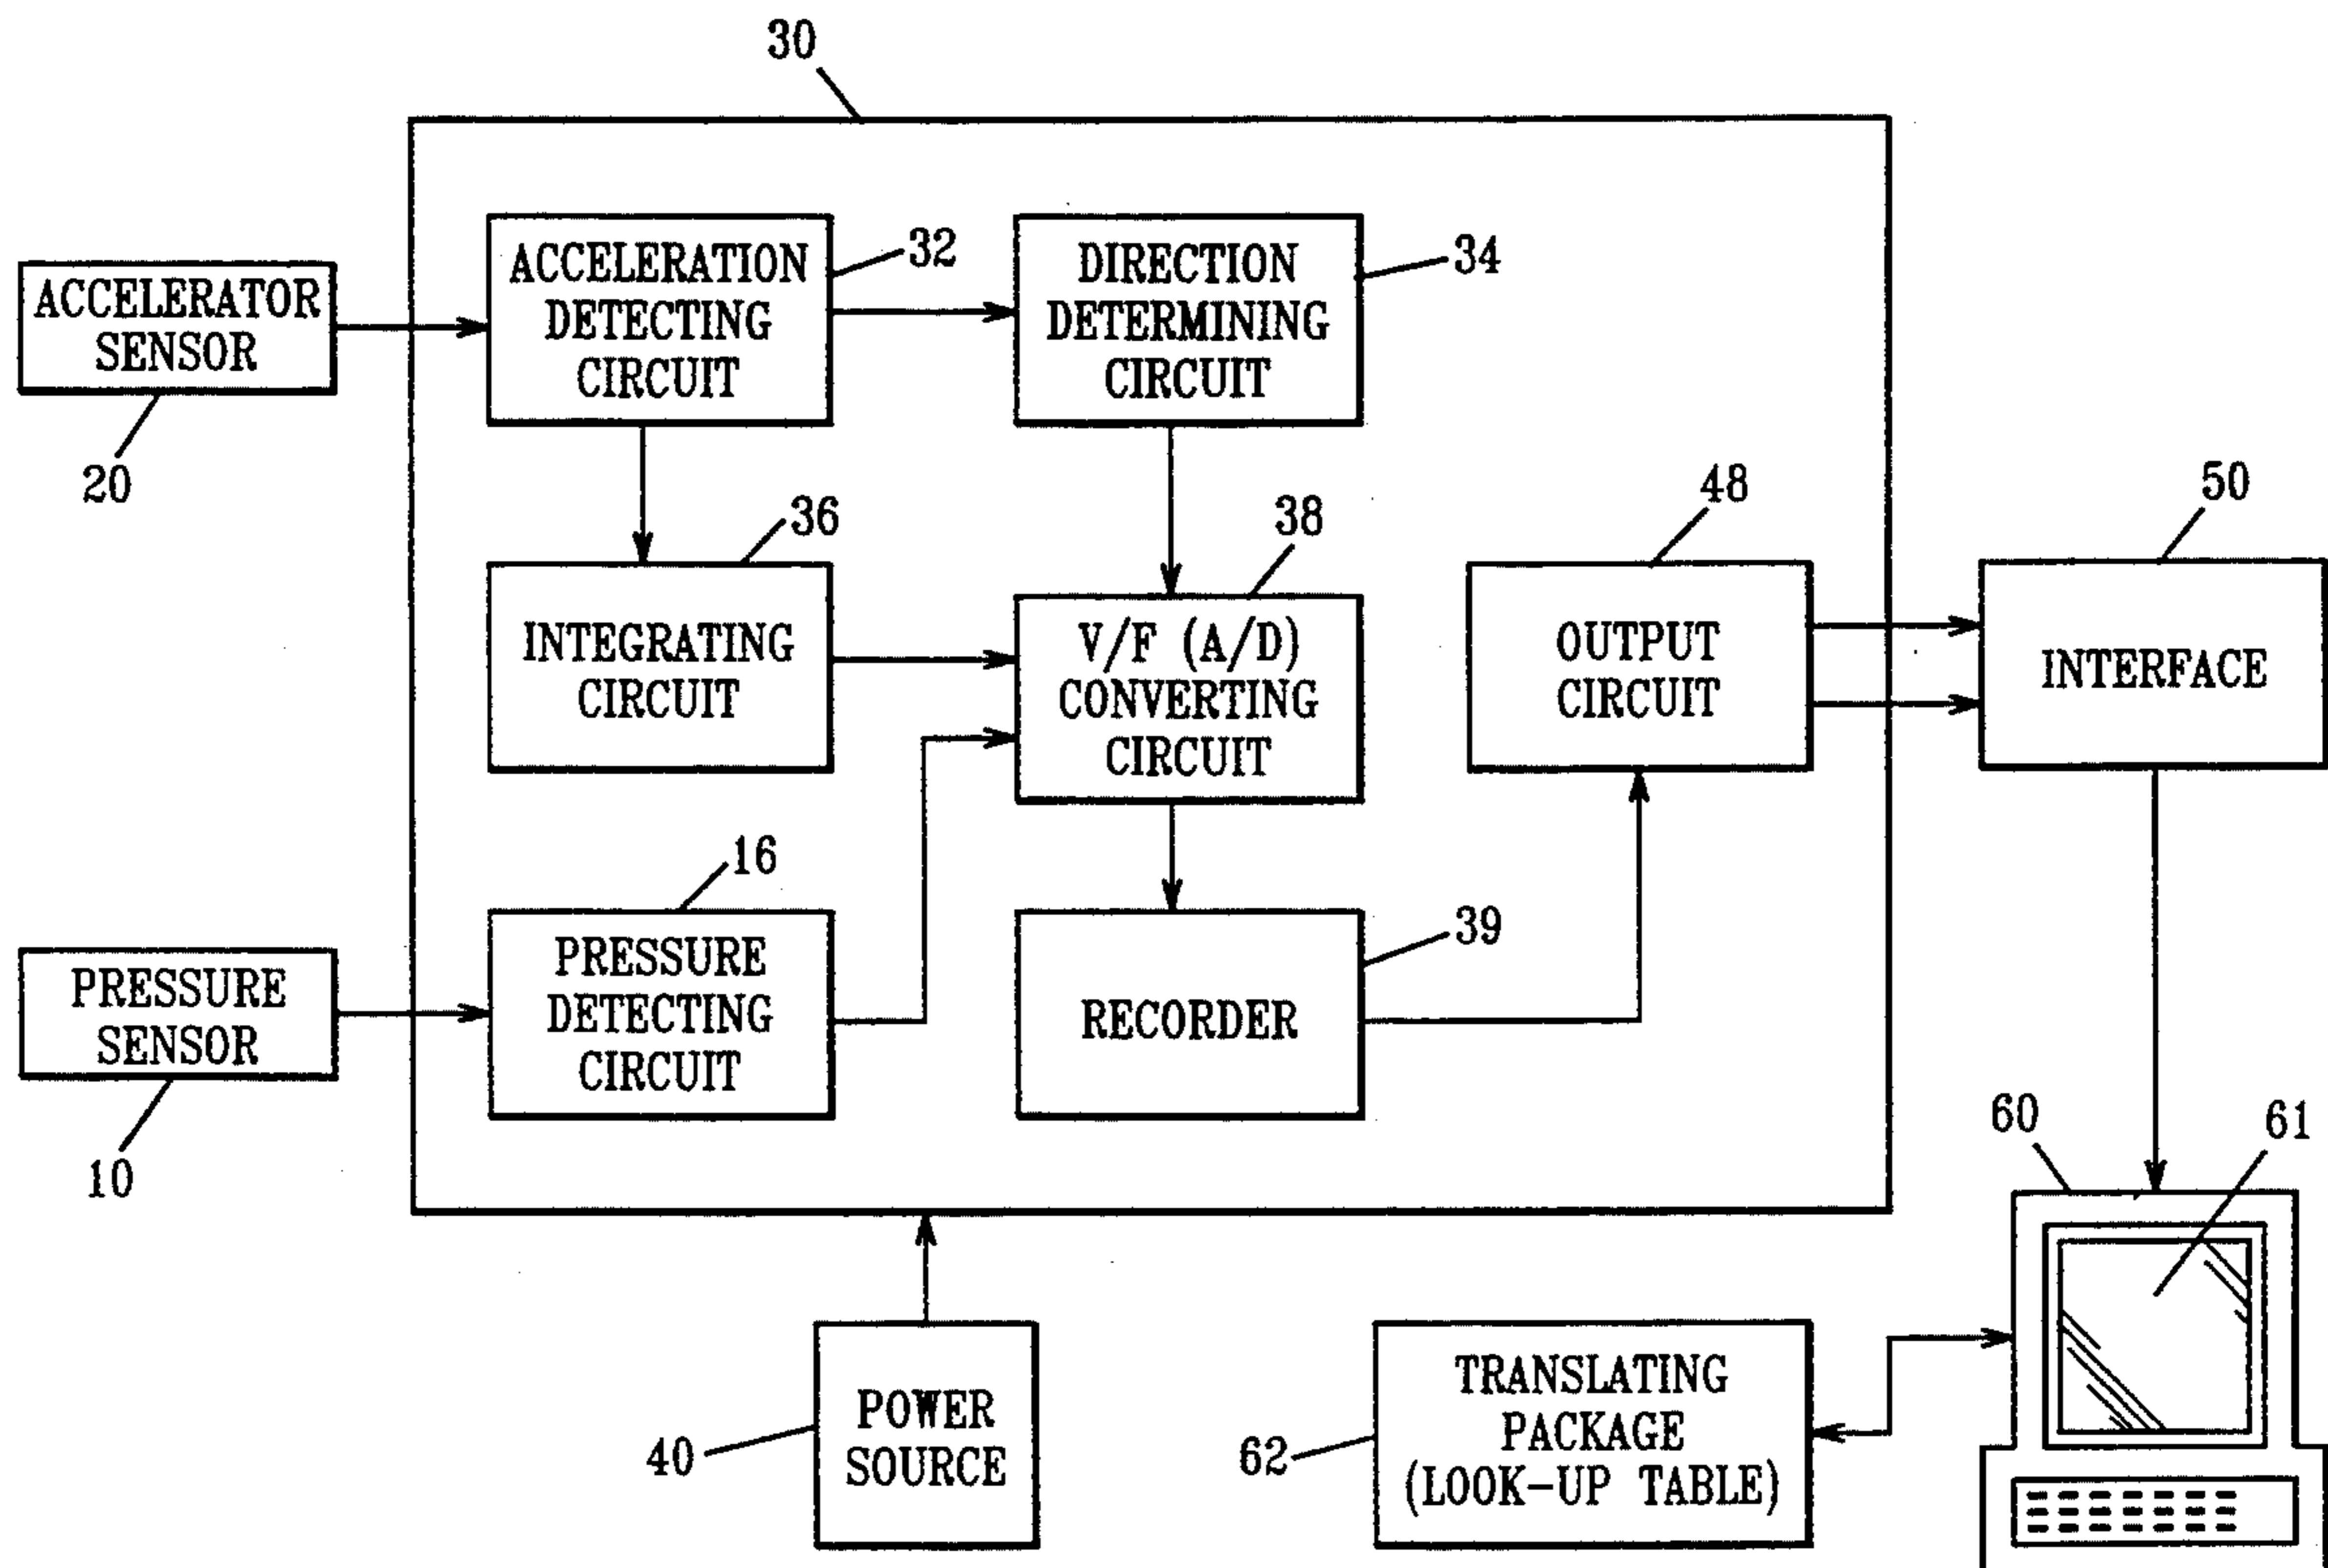 30
ACCELERATOR
SENSOR
20
ACCELERATION
DETECTING
CIRCUIT
32
DIRECTION
DETERMINING
CIRCUIT
34
INTEGRATING
CIRCUIT
36
V/F (A/D)
CONVERTING
CIRCUIT
38
OUTPUT
CIRCUIT
48
INTERFACE
50
PRESSURE
SENSOR
10
PRESSURE
DETECTING
CIRCUIT
16
RECORDER
39
60
61
POWER
SOURCE
40
TRANSLATING
PACKAGE
(LOOK-UP TABLE)
62